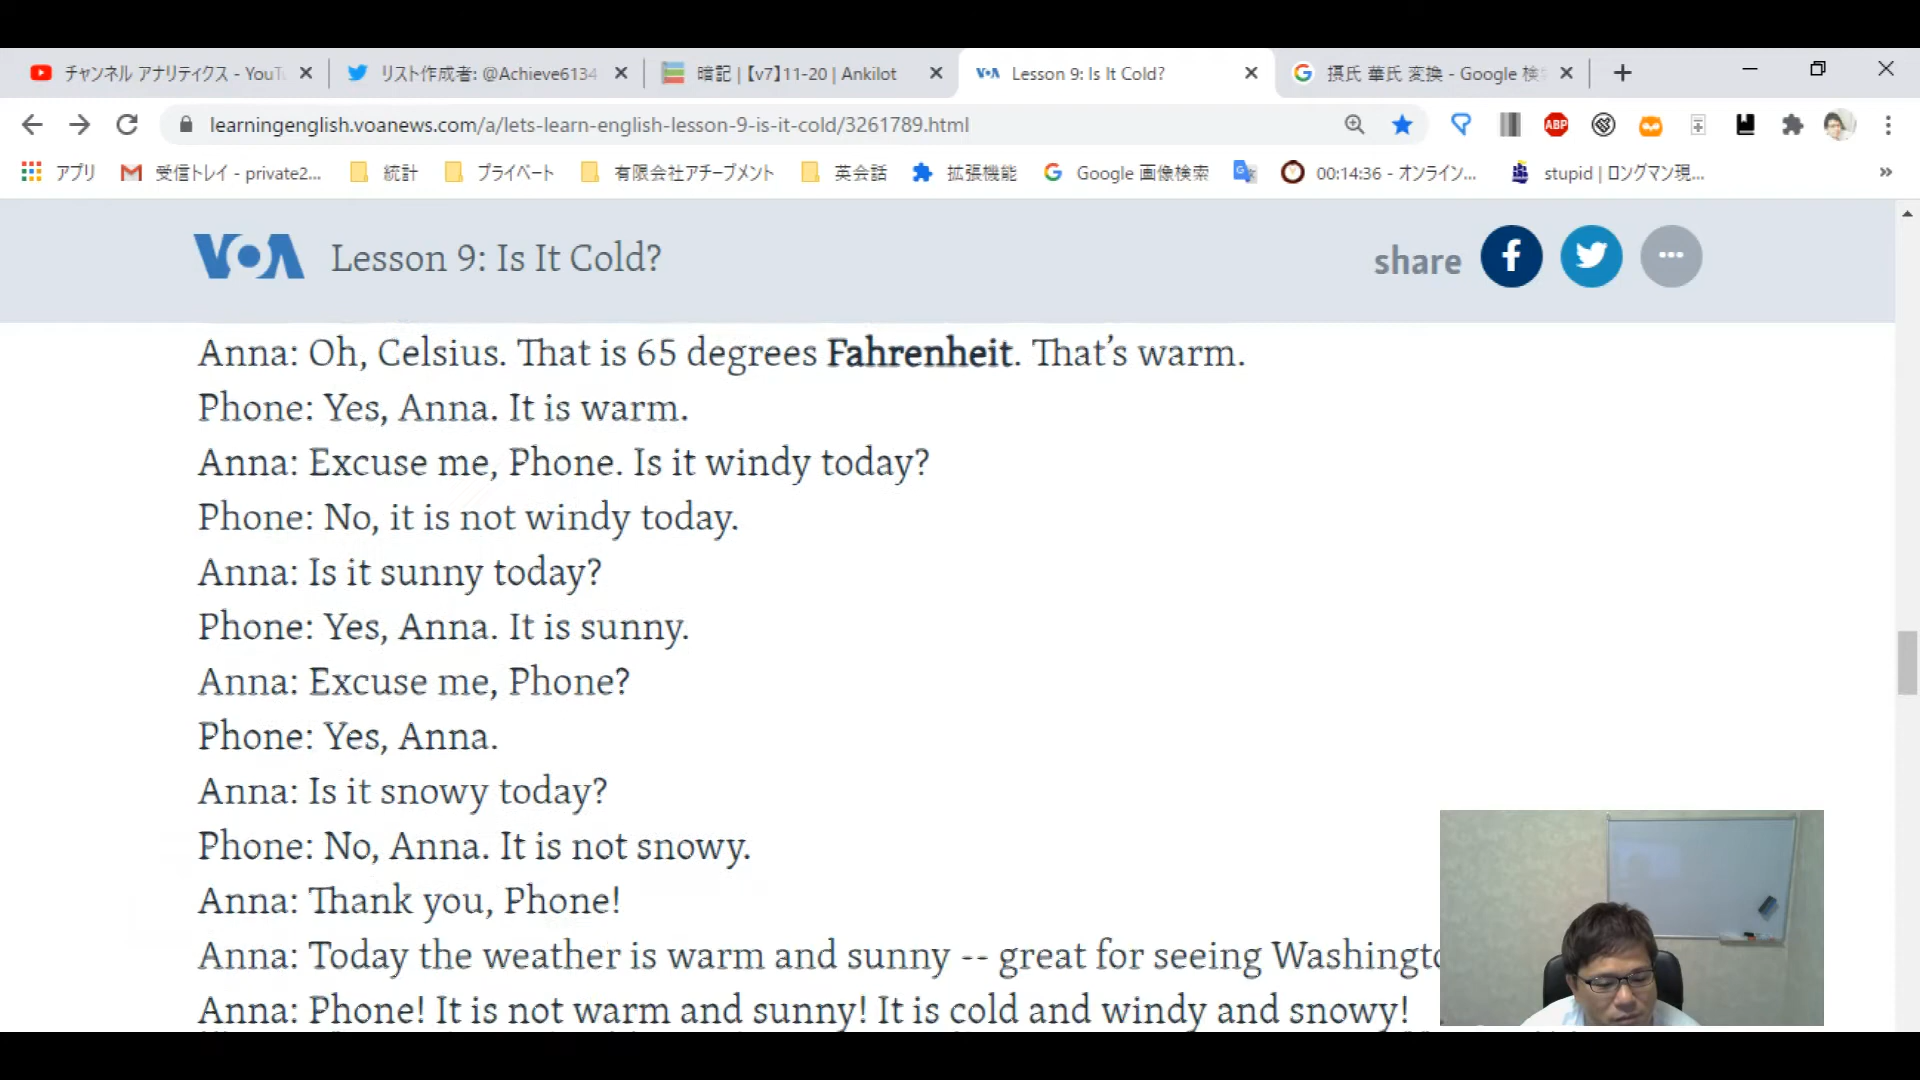 チャンネル アナリティクス - YouTu
リスト作成者: @Achieve6134
暗記 | 【v7】11-20 | Ankilot
VOA Lesson 9: Is It Cold?
摂氏 華氏 変換 - Google 検
learningenglish.voanews.com/a/lets-learn-english-lesson-9-is-it-cold/3261789.html
ABP
アプリ
受信トレイ - private2...
統計
プライベート
有限会社アチーブメント
英会話
拡張機能
Google 画像検索
00:14:36 - オンライン...
stupid | ロングマン現...
»
VOA Lesson 9: Is It Cold?
share
Anna: Oh, Celsius. That is 65 degrees Fahrenheit. That’s warm.
Phone: Yes, Anna. It is warm.
Anna: Excuse me, Phone. Is it windy today?
Phone: No, it is not windy today.
Anna: Is it sunny today?
Phone: Yes, Anna. It is sunny.
Anna: Excuse me, Phone?
Phone: Yes, Anna.
Anna: Is it snowy today?
Phone: No, Anna. It is not snowy.
Anna: Thank you, Phone!
Anna: Today the weather is warm and sunny -- great for seeing Washingto
Anna: Phone! It is not warm and sunny! It is cold and windy and snowy!